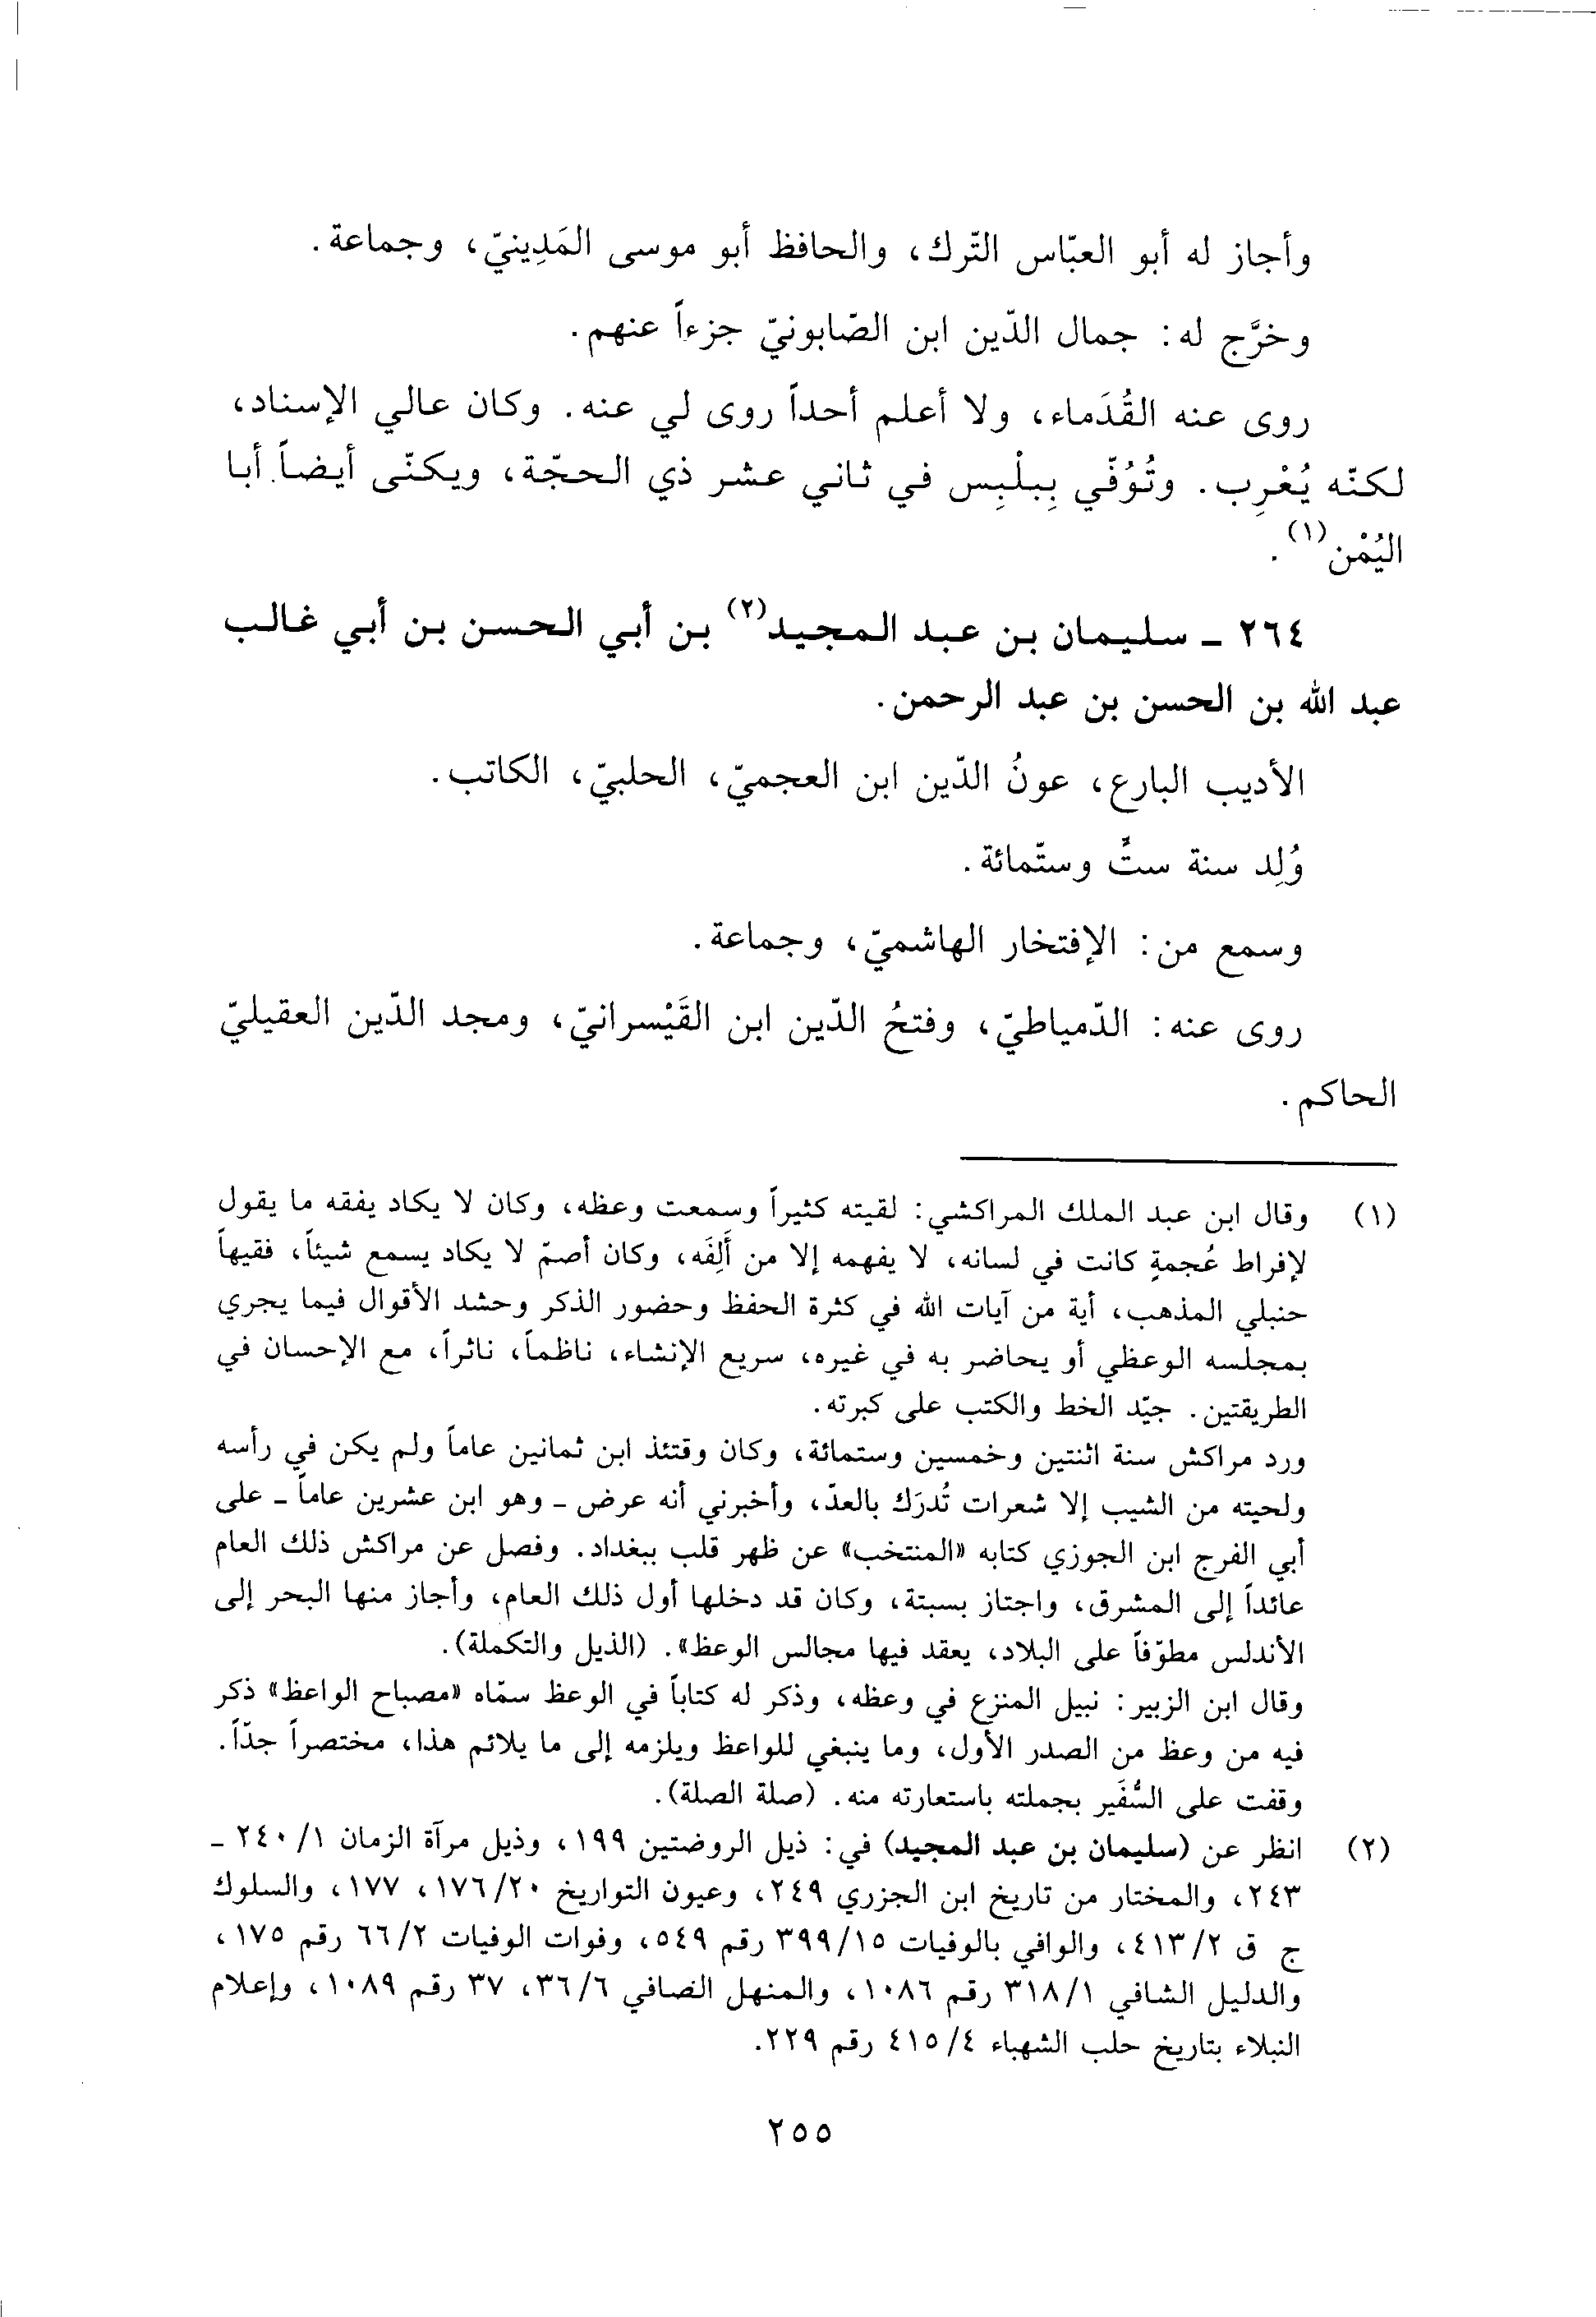 وأجاز له أبو العبّاس التّرك، والحافظ أبو موسى المَدِينيّ، وجماعة.
وخرَّج له: جمال الدّين ابن الصّابونيّ جزءاً عنهم.
روى عنه القُدَماء، ولا أعلم أحداً روى لي عنه. وكان عالي الإسناد،
لكنّه يُغْرِب. وتُوُفّي بِبلْبِس في ثاني عشر ذي الحجّة، ويكنّى أيضاً أبا
اليُمْن(١).
٢٦٤ ـ سليمان بن عبد المجيد(٢) بن أبي الحسن بن أبي غالب
عبد الله بن الحسن بن عبد الرحمن.
الأديب البارع، عونُ الدّين ابن العجميّ، الحلبيّ، الكاتب.
وُلِد سنة ستٍّ وستّمائة.
وسمع من: الإفتخار الهاشميّ، وجماعة.
روى عنه: الدّمياطيّ، وفتحُ الدّين ابن القَيْسرانيّ، ومجد الدّين العقيليّ
الحاكم.
(١) وقال ابن عبد الملك المراكشي: لقيته كثيراً وسمعت وعظه، وكان لا يكاد يفقه ما يقول
لإفراط عُجمةٍ كانت في لسانه، لا يفهمه إلا من أَلِفَه، وكان أصمّ لا يكاد يسمع شيئاً، فقيهاً
حنبلي المذهب، أية من آيات الله في كثرة الحفظ وحضور الذكر وحشد الأقوال فيما يجري
بمجلسه الوعظي أو يحاضر به في غيره، سريع الإنشاء، ناظماً، ناثراً، مع الإحسان في
الطريقتين. جيّد الخط والكتب على كبرته.
ورد مراكش سنة اثنتين وخمسين وستمائة، وكان وقتئذ ابن ثمانين عاماً ولم يكن في رأسه
ولحيته من الشيب إلا شعرات تُدرَك بالعدّ، وأخبرني أنه عرض ـ وهو ابن عشرين عاماً ـ على
أبي الفرج ابن الجوزي كتابه «المنتخب» عن ظهر قلب ببغداد. وفصل عن مراكش ذلك العام
عائداً إلى المشرق، واجتاز بسبتة، وكان قد دخلها أول ذلك العام، وأجاز منها البحر إلى
الأندلس مطوّفاً على البلاد، يعقد فيها مجالس الوعظ». (الذيل والتكملة).
وقال ابن الزبير: نبيل المنزع في وعظه، وذكر له كتاباً في الوعظ سمّاه «مصباح الواعظ» ذكر
فيه من وعظ من الصدر الأول، وما ينبغي للواعظ ويلزمه إلى ما يلائم هذا، مختصراً جدّاً.
وقفت على السُّفَير بجملته باستعارته منه. (صلة الصلة).
(٢) انظر عن (سليمان بن عبد المجيد) في: ذيل الروضتين ١٩٩، وذيل مرآة الزمان ١/ ٢٤٠ ـ
٢٤٣، والمختار من تاريخ ابن الجزري ٢٤٩، وعيون التواريخ ٢٠/ ١٧٦، ١٧٧، والسلوك
ج ق ٢/ ٤١٣، والوافي بالوفيات ١٥/ ٣٩٩ رقم ٥٤٩، وفوات الوفيات ٢/ ٦٦ رقم ١٧٥،
والدليل الشافي ١/ ٣١٨ رقم ١٠٨٦، والمنهل الصافي ٦/ ٣٦، ٣٧ رقم ١٠٨٩، وإعلام
النبلاء بتاريخ حلب الشهباء ٤/ ٤١٥ رقم ٢٢٩.
٢٥٥